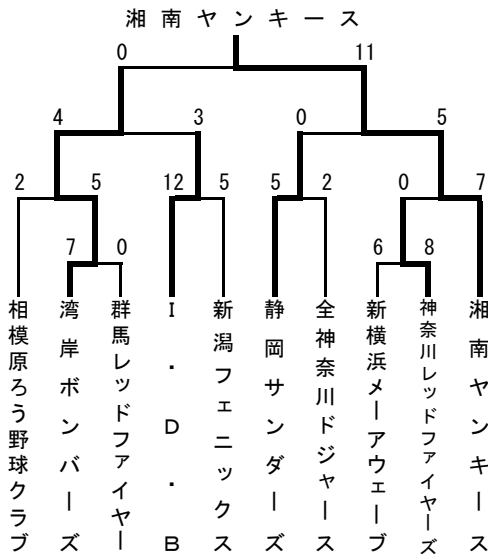 湘南ヤンキース
0 11
4 3 0 5
2 5 12 5 5 2 0 7
7 0 6 8
相模原ろう野球クラブ
湾岸ボンバーズ
群馬レッドファイヤー
I・D・B
新潟フェニックス
静岡サンダーズ
全神奈川ドジャース
新横浜メーアウェーブ
神奈川レッドファイヤーズ
湘南ヤンキース